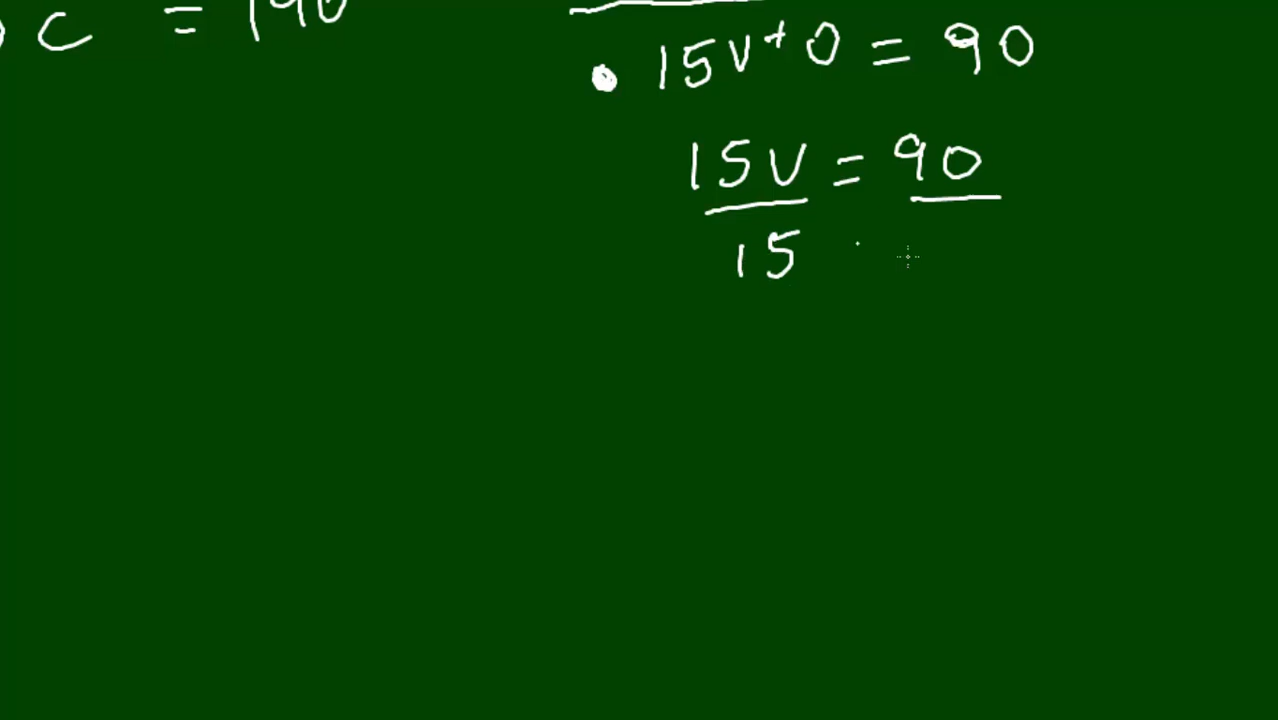 c = 190
15V + 0 = 90
15V = 90
15